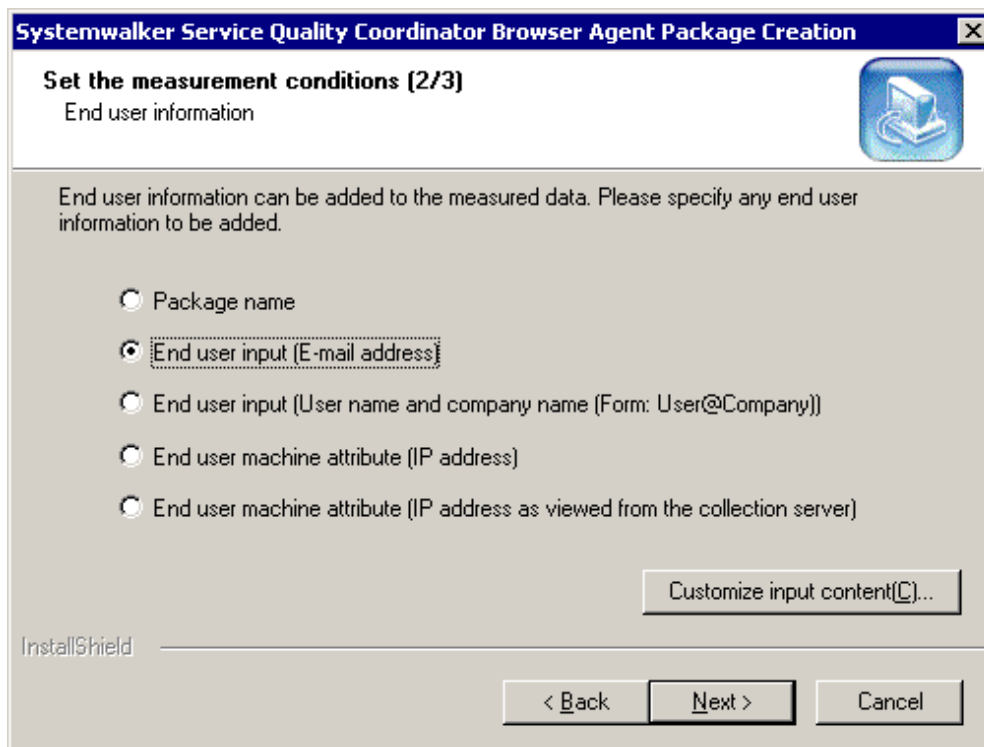 Systemwalker Service Quality Coordinator Browser Agent Package Creation
Set the measurement conditions (2/3)
End user information
End user information can be added to the measured data. Please specify any end user
information to be added.
Package name
End user input (E-mail address)
End user input (User name and company name (Form: User@Company))
End user machine attribute (IP address)
End user machine attribute (IP address as viewed from the collection server)
Customize input content(C)...
InstallShield
< Back
Next >
Cancel